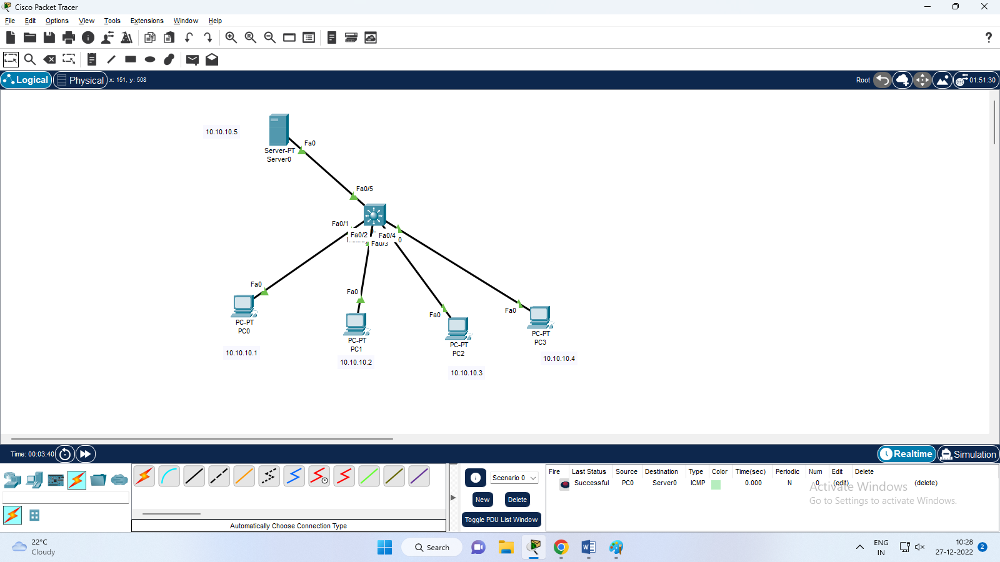 Cisco Packet Tracer
File Edit Options View Tools Extensions Window Help
Logical Physical x: 151, y: 508 Root 01:51:30
10.10.10.5
Fa0
Server-PT
Server0
Fa0/5
Fa0/1
Fa0/2 Fa0/4
0
Fa0/3
Fa0
PC-PT
PC0
10.10.10.1
Fa0
PC-PT
PC1
10.10.10.2
Fa0
PC-PT
PC2
10.10.10.3
Fa0
PC-PT
PC3
10.10.10.4
Time: 00:03:40 Realtime Simulation
Scenario 0
New Delete
Toggle PDU List Window
Automatically Choose Connection Type
Fire Last Status Source Destination Type Color Time(sec) Periodic Num Edit Delete
Successful PC0 Server0 ICMP 0.000 N 0 (edit) (delete)
Activate Windows
Go to Settings to activate Windows.
22°C
Cloudy
Search
ENG
IN
10:28
27-12-2022
2